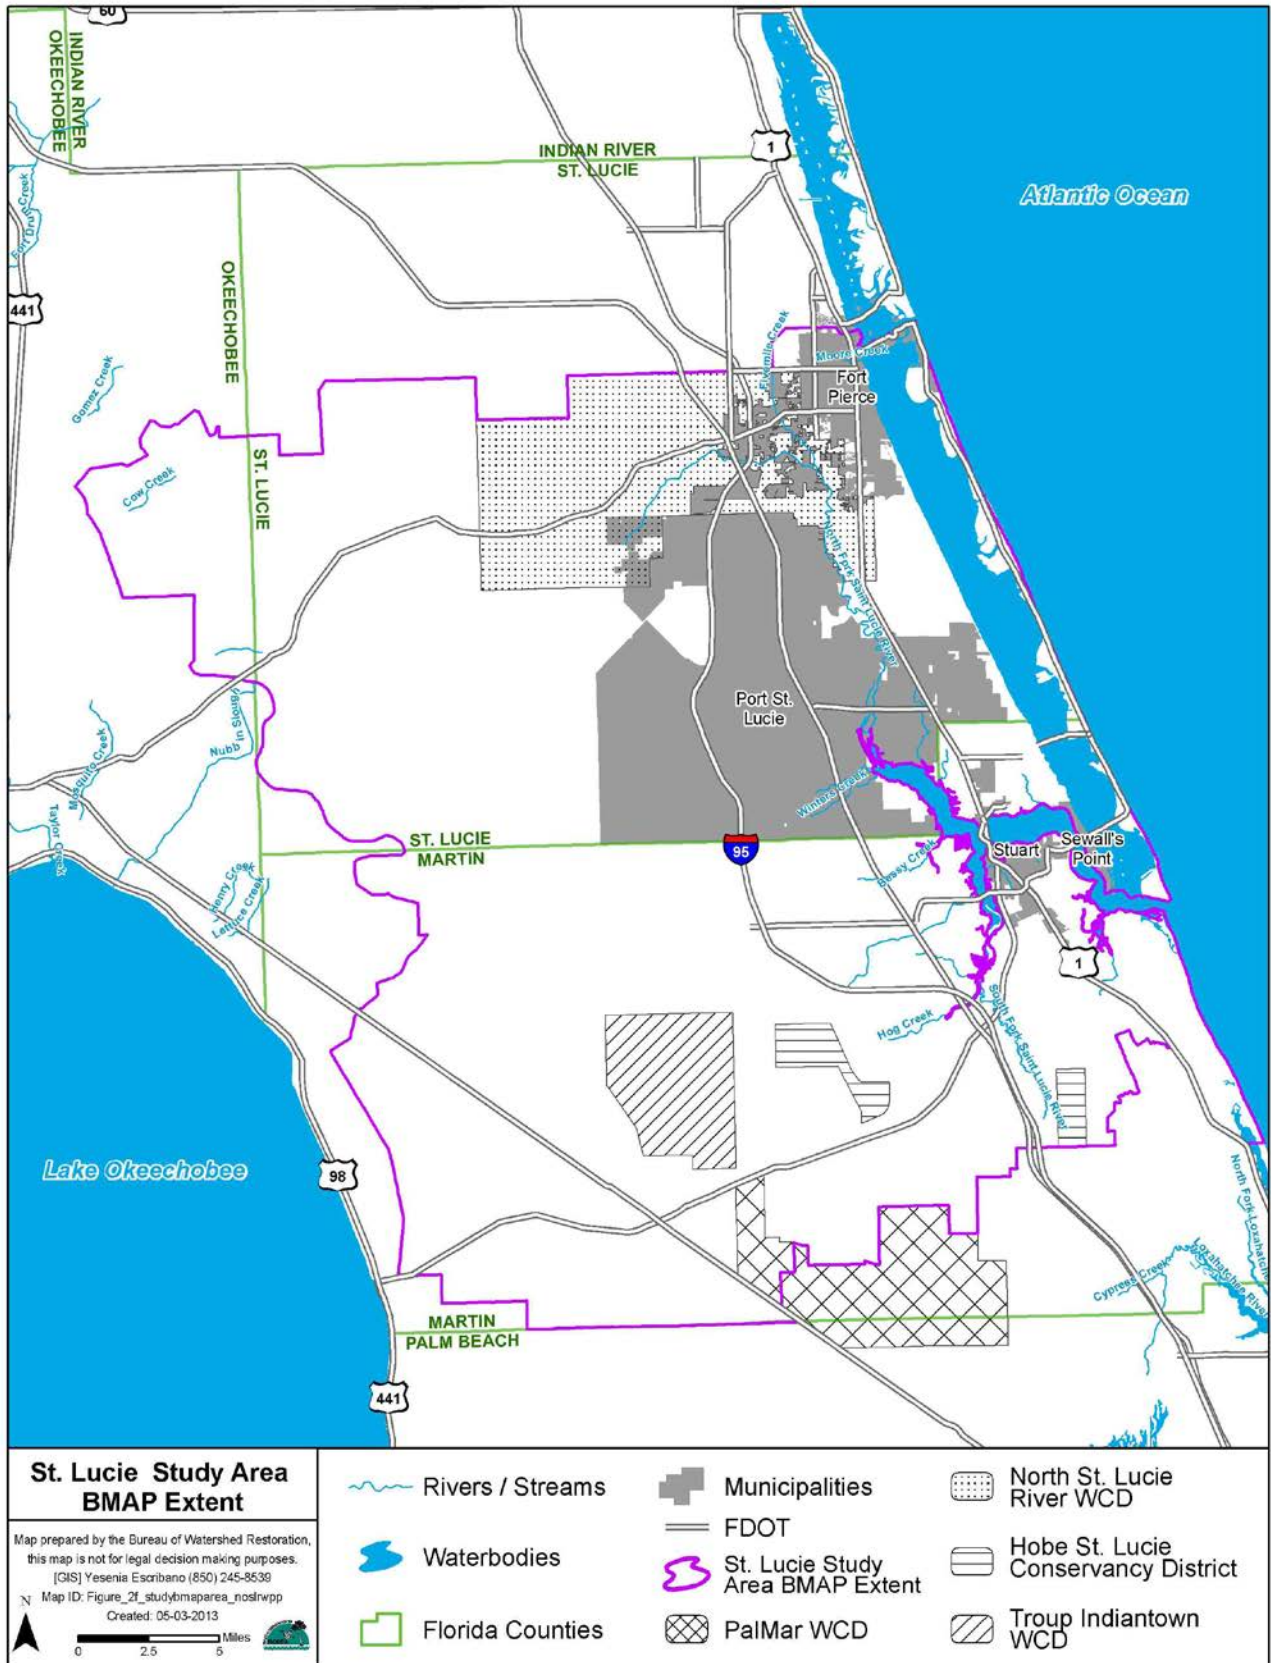 60
INDIAN RIVER
OKEECHOBEE
1
INDIAN RIVER
ST. LUCIE
Atlantic Ocean
Fort Drum Creek
OKEECHOBEE
441
Fivemile Creek
Moore Creek
Gomez Creek
Fort
Pierce
ST. LUCIE
Cow Creek
North Fork Saint Lucie River
Port St.
Lucie
Nubb
in Slough
Mosquito Creek
Winters Creek
Taylor Creek
ST. LUCIE
MARTIN
95
Stuart
Sewall's
Point
Bessy Creek
Henry Creek
Lettuce Creek
1
South Fork Saint Lucie River
Hog Creek
Lake Okeechobee
98
North Fork Loxahatche
Loxahatchee River
Cypress Creek
MARTIN
PALM BEACH
441
St. Lucie Study Area
BMAP Extent
Map prepared by the Bureau of Watershed Restoration,
this map is not for legal decision making purposes.
[GIS] Yesenia Escribano (850) 245-8539
Map ID: Figure_2f_studybmaparea_noslrwpp
Created: 05-03-2013
N
Miles
0 2.5 5
Rivers / Streams
Waterbodies
Florida Counties
Municipalities
FDOT
St. Lucie Study
Area BMAP Extent
PalMar WCD
North St. Lucie
River WCD
Hobe St. Lucie
Conservancy District
Troup Indiantown
WCD